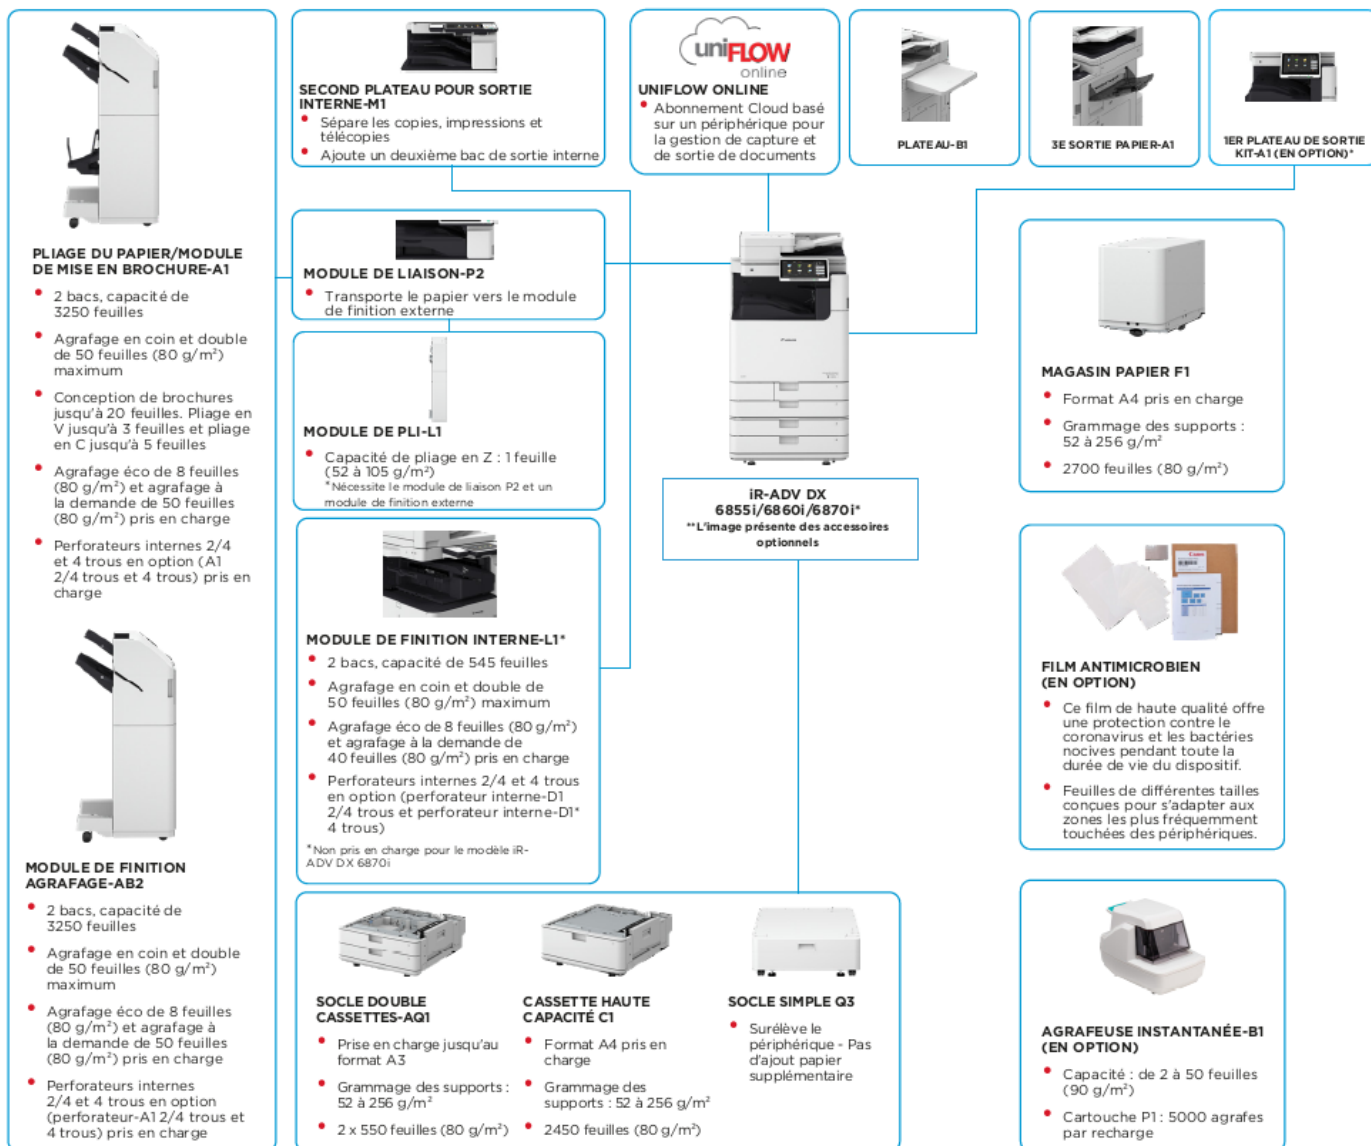 PLIAGE DU PAPIER/MODULE
DE MISE EN BROCHURE-A1
2 bacs, capacité de
3250 feuilles
Agrafage en coin et double
de 50 feuilles (80 g/m²)
maximum
Conception de brochures
jusqu'à 20 feuilles. Pliage en
V jusqu'à 3 feuilles et pliage
en C jusqu'à 5 feuilles
Agrafage éco de 8 feuilles
(80 g/m²) et agrafage à
la demande de 50 feuilles
(80 g/m²) pris en charge
Perforateurs internes 2/4
et 4 trous en option (A1
2/4 trous et 4 trous) pris en
charge
MODULE DE FINITION
AGRAFAGE-AB2
2 bacs, capacité de
3250 feuilles
Agrafage en coin et double
de 50 feuilles (80 g/m²)
maximum
Agrafage éco de 8 feuilles
(80 g/m²) et agrafage à
la demande de 50 feuilles
(80 g/m²) pris en charge
Perforateurs internes
2/4 et 4 trous en option
(perforateur-A1 2/4 trous et
4 trous) pris en charge
SECOND PLATEAU POUR SORTIE
INTERNE-M1
Sépare les copies, impressions et
télécopies
Ajoute un deuxième bac de sortie interne
MODULE DE LIAISON-P2
Transporte le papier vers le module
de finition externe
MODULE DE PLI-L1
Capacité de pliage en Z : 1 feuille
(52 à 105 g/m²)
*Nécessite le module de liaison P2 et un
module de finition externe
MODULE DE FINITION INTERNE-L1*
2 bacs, capacité de 545 feuilles
Agrafage en coin et double de
50 feuilles (80 g/m²) maximum
Agrafage éco de 8 feuilles (80 g/m²)
et agrafage à la demande de
40 feuilles (80 g/m²) pris en charge
Perforateurs internes 2/4 et 4 trous
en option (perforateur interne-D1
2/4 trous et perforateur interne-D1*
4 trous)
*Non pris en charge pour le modèle iR-
ADV DX 6870i
uniFLOW
online
UNIFLOW ONLINE
Abonnement Cloud basé
sur un périphérique pour
la gestion de capture et
de sortie de documents
PLATEAU-B1
3E SORTIE PAPIER-A1
1ER PLATEAU DE SORTIE
KIT-A1 (EN OPTION)*
Canon
iR-ADV DX
6855i/6860i/6870i*
**L'image présente des accessoires
optionnels
MAGASIN PAPIER F1
Format A4 pris en charge
Grammage des supports :
52 à 256 g/m²
2700 feuilles (80 g/m²)
Canon
FILM ANTIMICROBIEN
(EN OPTION)
Ce film de haute qualité offre
une protection contre le
coronavirus et les bactéries
nocives pendant toute la
durée de vie du dispositif.
Feuilles de différentes tailles
conçues pour s'adapter aux
zones les plus fréquemment
touchées des périphériques.
SOCLE DOUBLE
CASSETTES-AQ1
Prise en charge jusqu'au
format A3
Grammage des supports :
52 à 256 g/m²
2 x 550 feuilles (80 g/m²)
CASSETTE HAUTE
CAPACITÉ C1
Format A4 pris en
charge
Grammage des
supports : 52 à 256 g/m²
2450 feuilles (80 g/m²)
SOCLE SIMPLE Q3
Surélève le
périphérique - Pas
d'ajout papier
supplémentaire
AGRAFEUSE INSTANTANÉE-B1
(EN OPTION)
Capacité : de 2 à 50 feuilles
(90 g/m²)
Cartouche P1 : 5000 agrafes
par recharge